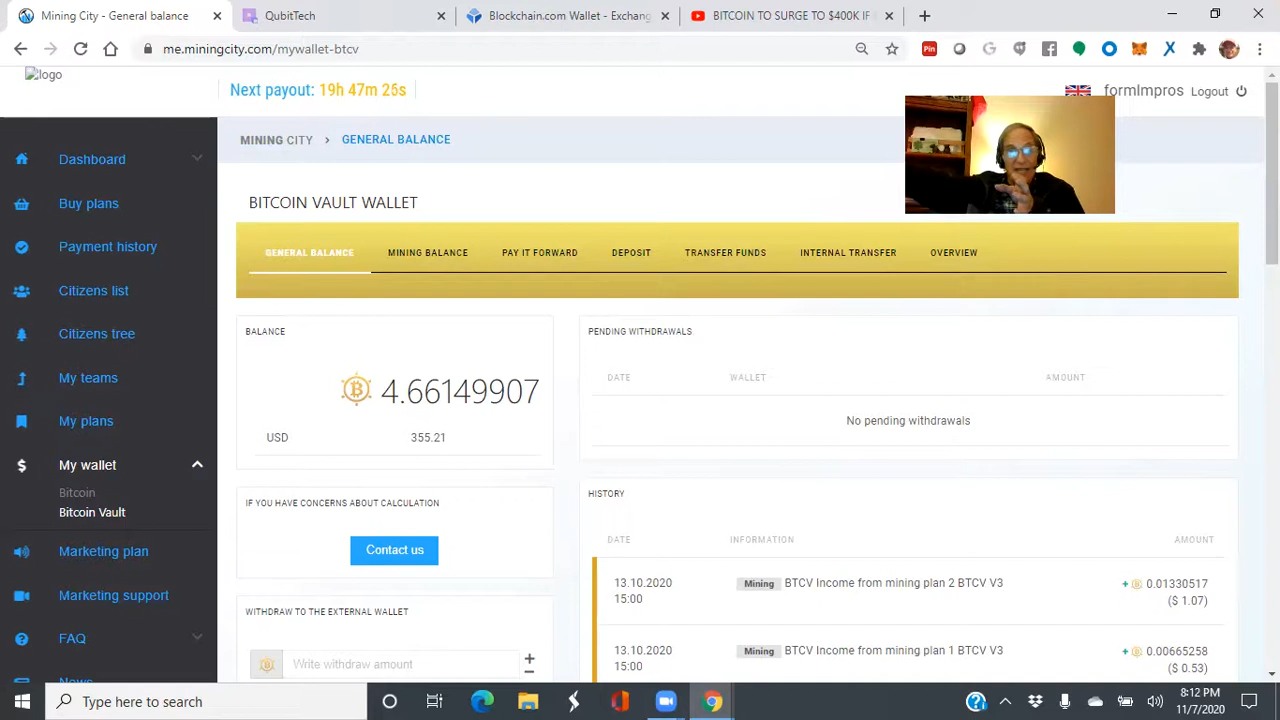 Mining City - General balance
QubitTech
Blockchain.com Wallet - Exchang
BITCOIN TO SURGE TO $400K IF
me.miningcity.com/mywallet-btcv
logo
Next payout: 19h 47m 26s
formImpros
Logout
MINING CITY > GENERAL BALANCE
Dashboard
Buy plans
Payment history
Citizens list
Citizens tree
My teams
My plans
My wallet
Bitcoin
Bitcoin Vault
Marketing plan
Marketing support
FAQ
News
BITCOIN VAULT WALLET
GENERAL BALANCE
MINING BALANCE
PAY IT FORWARD
DEPOSIT
TRANSFER FUNDS
INTERNAL TRANSFER
OVERVIEW
BALANCE
4.66149907
USD 355.21
IF YOU HAVE CONCERNS ABOUT CALCULATION
Contact us
WITHDRAW TO THE EXTERNAL WALLET
Write withdraw amount
+
−
PENDING WITHDRAWALS
DATE WALLET AMOUNT
No pending withdrawals
HISTORY
DATE INFORMATION AMOUNT
13.10.2020 Mining BTCV Income from mining plan 2 BTCV V3 + 0.01330517
15:00 ($ 1.07)
13.10.2020 Mining BTCV Income from mining plan 1 BTCV V3 + 0.00665258
15:00 ($ 0.53)
Type here to search
8:12 PM
11/7/2020